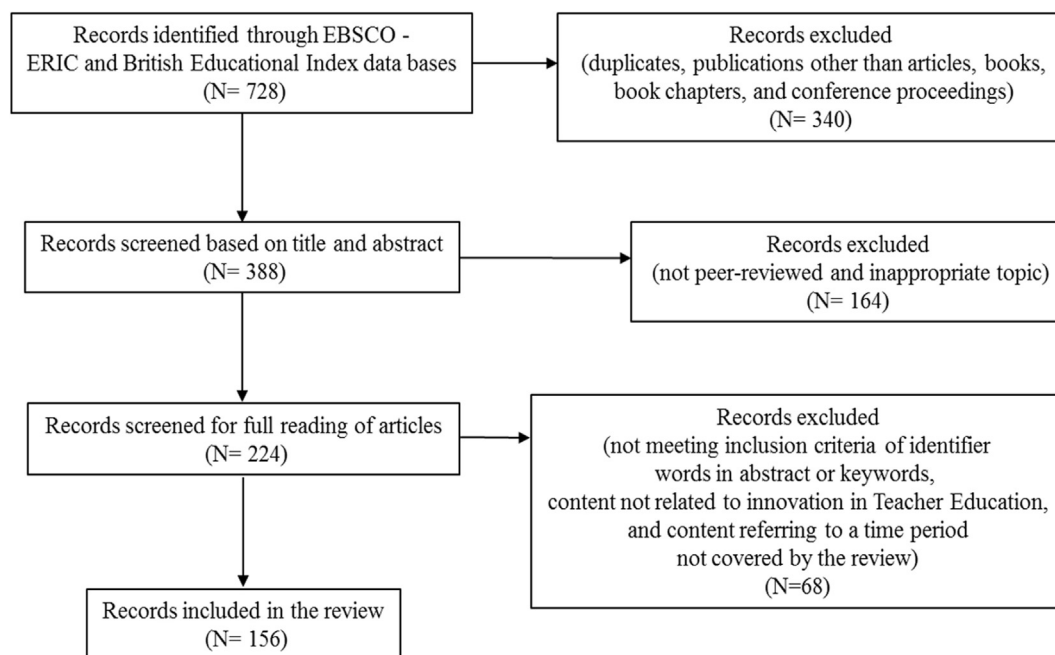 Records identified through EBSCO -
ERIC and British Educational Index data bases
(N= 728)
Records excluded
(duplicates, publications other than articles, books,
book chapters, and conference proceedings)
(N= 340)
Records screened based on title and abstract
(N= 388)
Records excluded
(not peer-reviewed and inappropriate topic)
(N= 164)
Records screened for full reading of articles
(N= 224)
Records excluded
(not meeting inclusion criteria of identifier
words in abstract or keywords,
content not related to innovation in Teacher Education,
and content referring to a time period
not covered by the review)
(N=68)
Records included in the review
(N= 156)